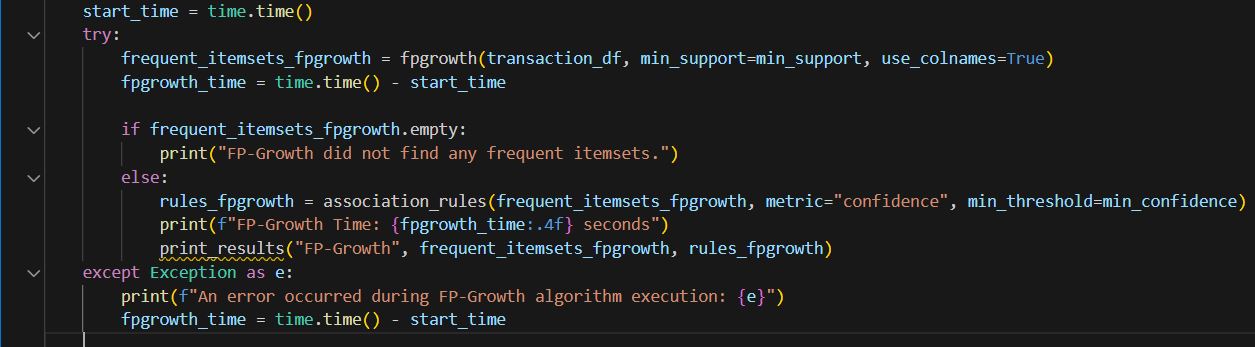 start_time = time.time()
try:
    frequent_itemsets_fpgrowth = fpgrowth(transaction_df, min_support=min_support, use_colnames=True)
    fpgrowth_time = time.time() - start_time

    if frequent_itemsets_fpgrowth.empty:
        print("FP-Growth did not find any frequent itemsets.")
    else:
        rules_fpgrowth = association_rules(frequent_itemsets_fpgrowth, metric="confidence", min_threshold=min_confidence)
        print(f"FP-Growth Time: {fpgrowth_time:.4f} seconds")
        print_results("FP-Growth", frequent_itemsets_fpgrowth, rules_fpgrowth)
except Exception as e:
    print(f"An error occurred during FP-Growth algorithm execution: {e}")
    fpgrowth_time = time.time() - start_time